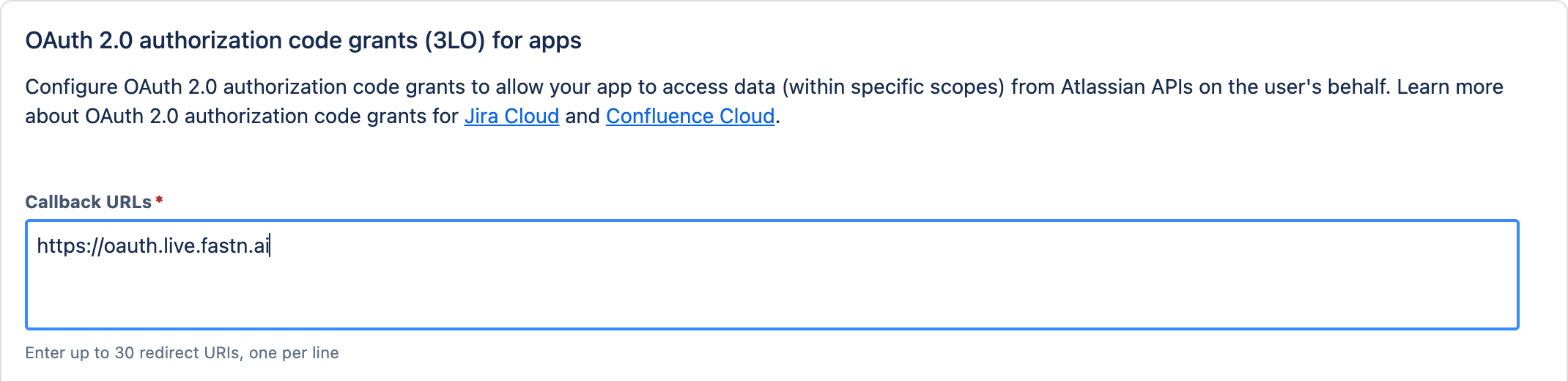 OAuth 2.0 authorization code grants (3LO) for apps
Configure OAuth 2.0 authorization code grants to allow your app to access data (within specific scopes) from Atlassian APIs on the user's behalf. Learn more
about OAuth 2.0 authorization code grants for Jira Cloud and Confluence Cloud.
Callback URLs*
https://oauth.live.fastn.ai
Enter up to 30 redirect URIs, one per line